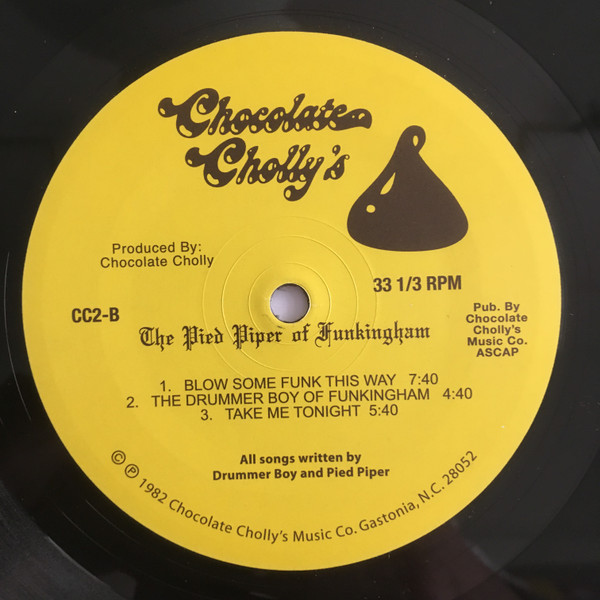 Chocolate
Cholly's
Produced By:
Chocolate Cholly
33 1/3 RPM
CC2-B
Pub. By
Chocolate
Cholly's
Music Co.
ASCAP
The Pied Piper of Funkingham
1. BLOW SOME FUNK THIS WAY 7:40
2. THE DRUMMER BOY OF FUNKINGHAM 4:40
3. TAKE ME TONIGHT 5:40
All songs written by
Drummer Boy and Pied Piper
© ℗ 1982 Chocolate Cholly's Music Co. Gastonia, N.C. 28052